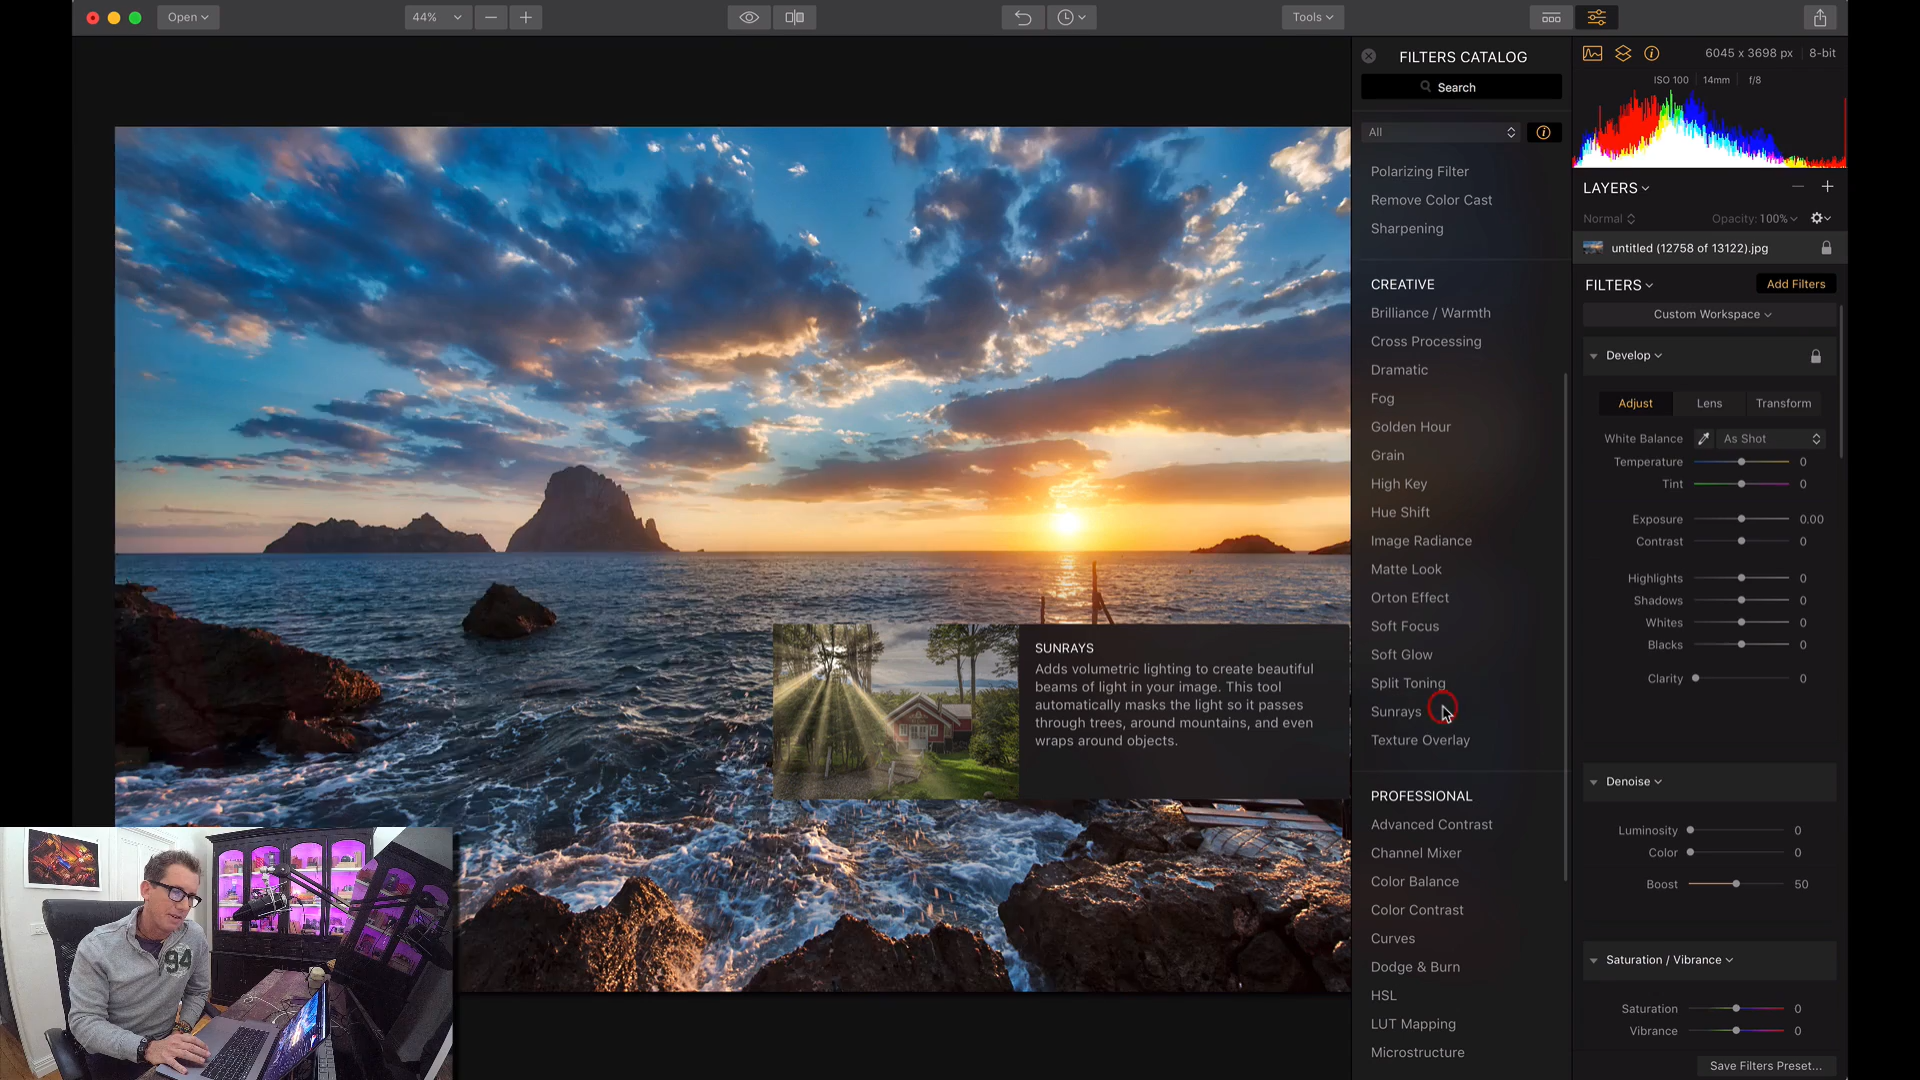 Open
44%
Tools
FILTERS CATALOG
Search
All
Polarizing Filter
Remove Color Cast
Sharpening
CREATIVE
Brilliance / Warmth
Cross Processing
Dramatic
Fog
Golden Hour
Grain
High Key
Hue Shift
Image Radiance
Matte Look
Orton Effect
Soft Focus
Soft Glow
Split Toning
Sunrays
Texture Overlay
PROFESSIONAL
Advanced Contrast
Channel Mixer
Color Balance
Color Contrast
Curves
Dodge & Burn
HSL
LUT Mapping
Microstructure
SUNRAYS
Adds volumetric lighting to create beautiful
beams of light in your image. This tool
automatically masks the light so it passes
through trees, around mountains, and even
wraps around objects.
6045 x 3698 px 8-bit
ISO 100 14mm f/8
LAYERS
Normal Opacity: 100%
untitled (12758 of 13122).jpg
FILTERS Add Filters
Custom Workspace
Develop
Adjust Lens Transform
White Balance As Shot
Temperature 0
Tint 0
Exposure 0.00
Contrast 0
Highlights 0
Shadows 0
Whites 0
Blacks 0
Clarity 0
Denoise
Luminosity 0
Color 0
Boost 50
Saturation / Vibrance
Saturation 0
Vibrance 0
Save Filters Preset...
94